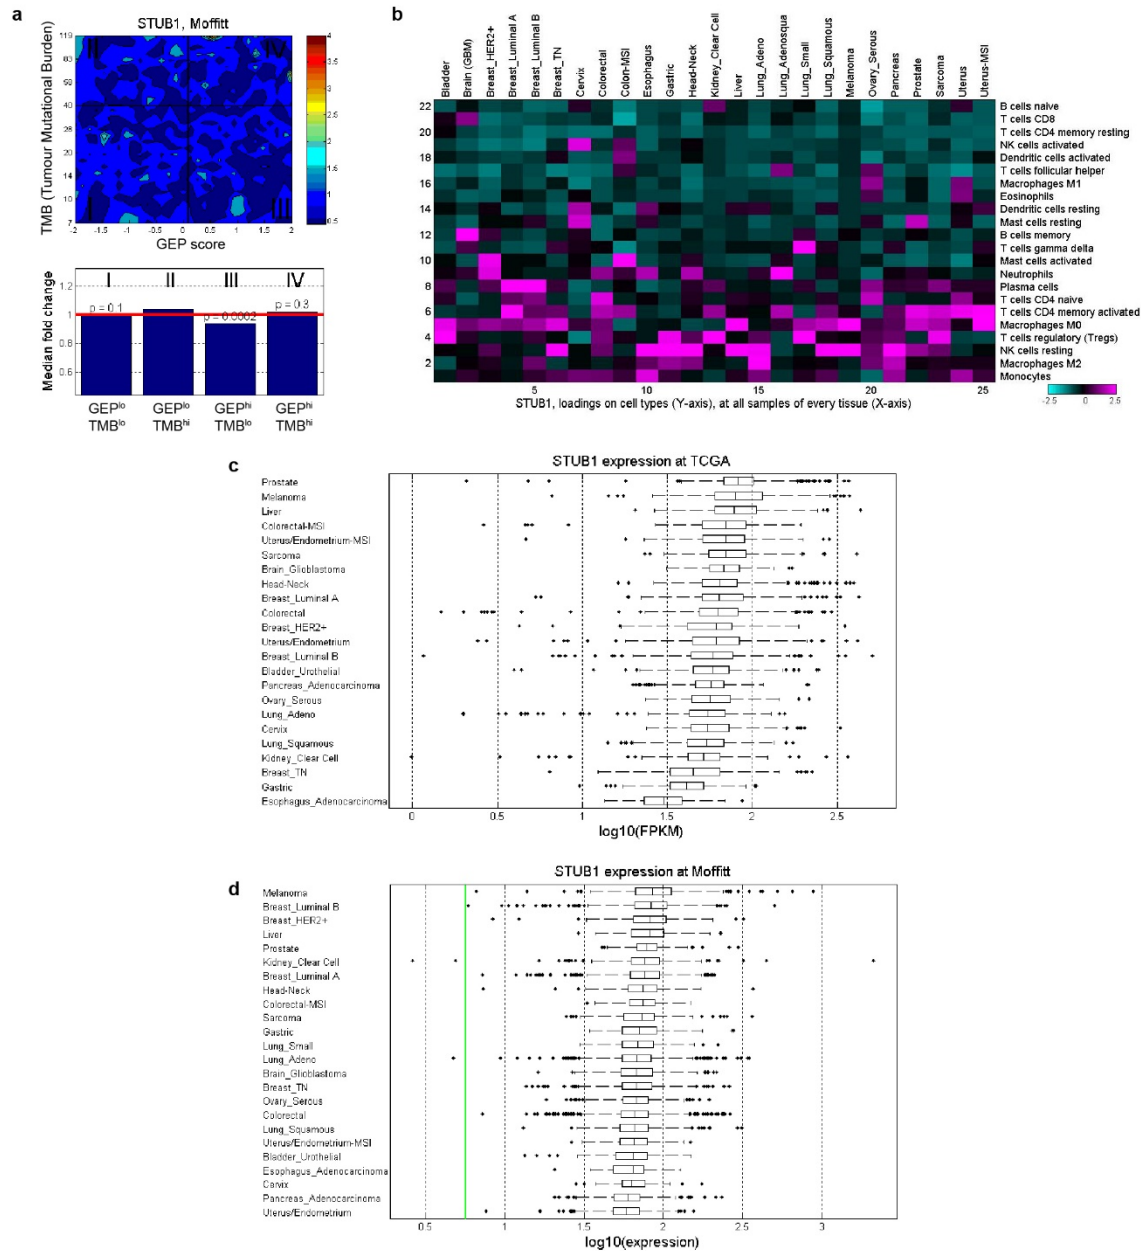 a
STUB1, Moffitt
TMB (Tumour Mutational Burden)
119
83
59
40
28
20
14
10
7
II
IV
I
III
-2 -1.5 -1 -0.5 0 0.5 1 1.5 2
GEP score
4
3.5
3
2.5
2
1.5
1
0.5
Median fold change
1.2
1
0.8
0.6
I II III IV
p = 0.1
p = 0.0002
p = 0.3
GEPlo TMBlo
GEPlo TMBhi
GEPhi TMBlo
GEPhi TMBhi
b
Bladder
Brain (GBM)
Breast_HER2+
Breast_Luminal A
Breast_Luminal B
Breast_TN
Cervix
Colorectal
Colon-MSI
Esophagus
Gastric
Head-Neck
Kidney_Clear Cell
Liver
Lung_Adeno
Lung_Adenosqua
Lung_Small
Lung_Squamous
Melanoma
Ovary_Serous
Pancreas
Prostate
Sarcoma
Uterus
Uterus-MSI
22
20
18
16
14
12
10
8
6
4
2
B cells naive
T cells CD8
T cells CD4 memory resting
NK cells activated
Dendritic cells activated
T cells follicular helper
Macrophages M1
Eosinophils
Dendritic cells resting
Mast cells resting
B cells memory
T cells gamma delta
Mast cells activated
Neutrophils
Plasma cells
T cells CD4 naive
T cells CD4 memory activated
Macrophages M0
T cells regulatory (Tregs)
NK cells resting
Macrophages M2
Monocytes
5 10 15 20 25
STUB1, loadings on cell types (Y-axis), at all samples of every tissue (X-axis)
-2.5 0 2.5
c
STUB1 expression at TCGA
Prostate
Melanoma
Liver
Colorectal-MSI
Uterus/Endometrium-MSI
Sarcoma
Brain_Glioblastoma
Head-Neck
Breast_Luminal A
Colorectal
Breast_HER2+
Uterus/Endometrium
Breast_Luminal B
Bladder_Urothelial
Pancreas_Adenocarcinoma
Ovary_Serous
Lung_Adeno
Cervix
Lung_Squamous
Kidney_Clear Cell
Breast_TN
Gastric
Esophagus_Adenocarcinoma
0 0.5 1 1.5 2 2.5
log10(FPKM)
d
STUB1 expression at Moffitt
Melanoma
Breast_Luminal B
Breast_HER2+
Liver
Prostate
Kidney_Clear Cell
Breast_Luminal A
Head-Neck
Colorectal-MSI
Sarcoma
Gastric
Lung_Small
Lung_Adeno
Brain_Glioblastoma
Breast_TN
Ovary_Serous
Colorectal
Lung_Squamous
Uterus/Endometrium-MSI
Bladder_Urothelial
Esophagus_Adenocarcinoma
Cervix
Pancreas_Adenocarcinoma
Uterus/Endometrium
0.5 1 1.5 2 2.5 3
log10(expression)